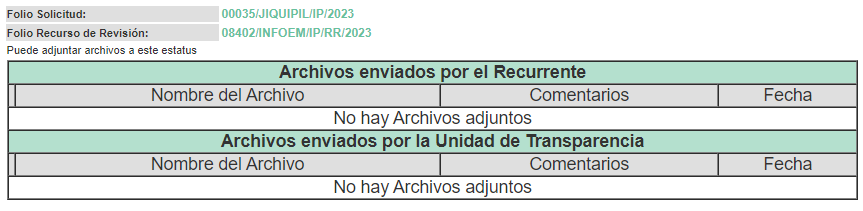 Folio Solicitud: 00035/JIQUIPIL/IP/2023
Folio Recurso de Revisión: 08402/INFOEM/IP/RR/2023
Puede adjuntar archivos a este estatus
Archivos enviados por el Recurrente
Nombre del Archivo Comentarios Fecha
No hay Archivos adjuntos
Archivos enviados por la Unidad de Transparencia
Nombre del Archivo Comentarios Fecha
No hay Archivos adjuntos